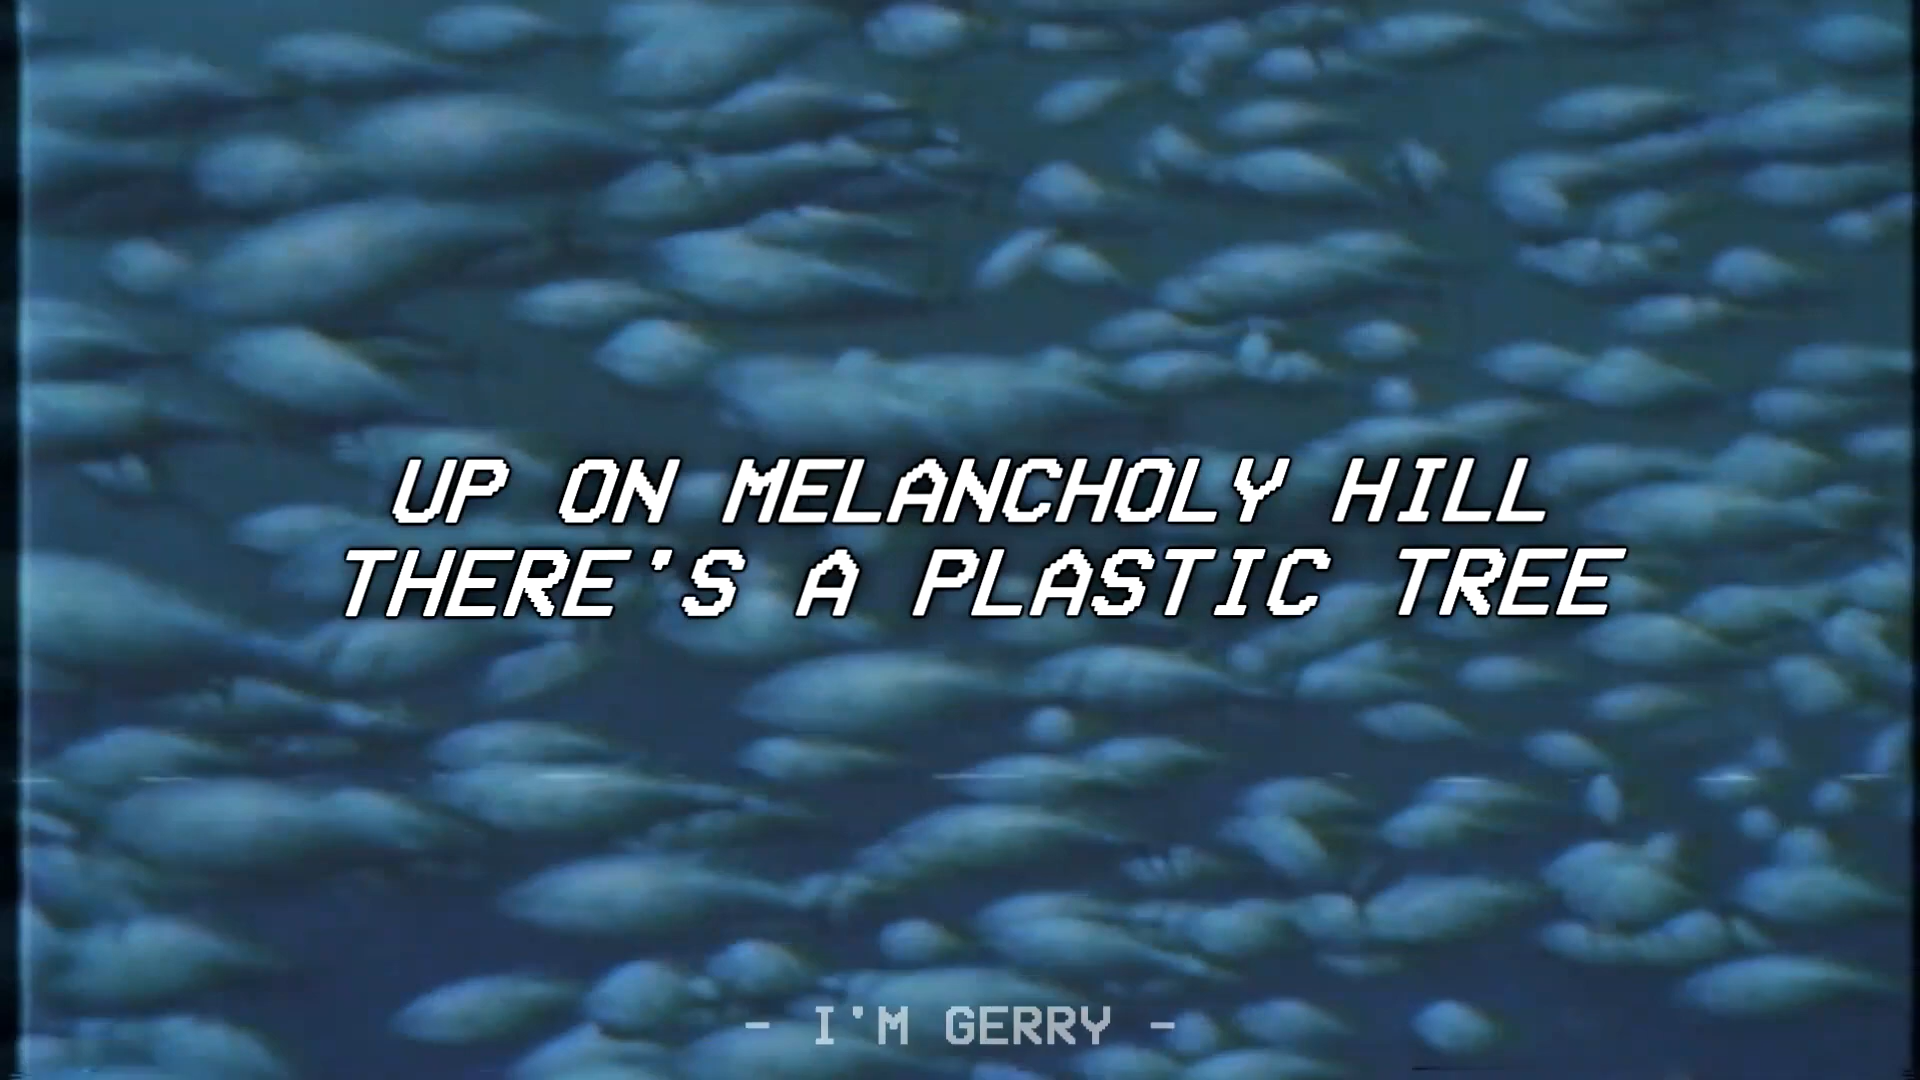 UP ON MELANCHOLY HILL
THERE'S A PLASTIC TREE
- I'M GERRY -